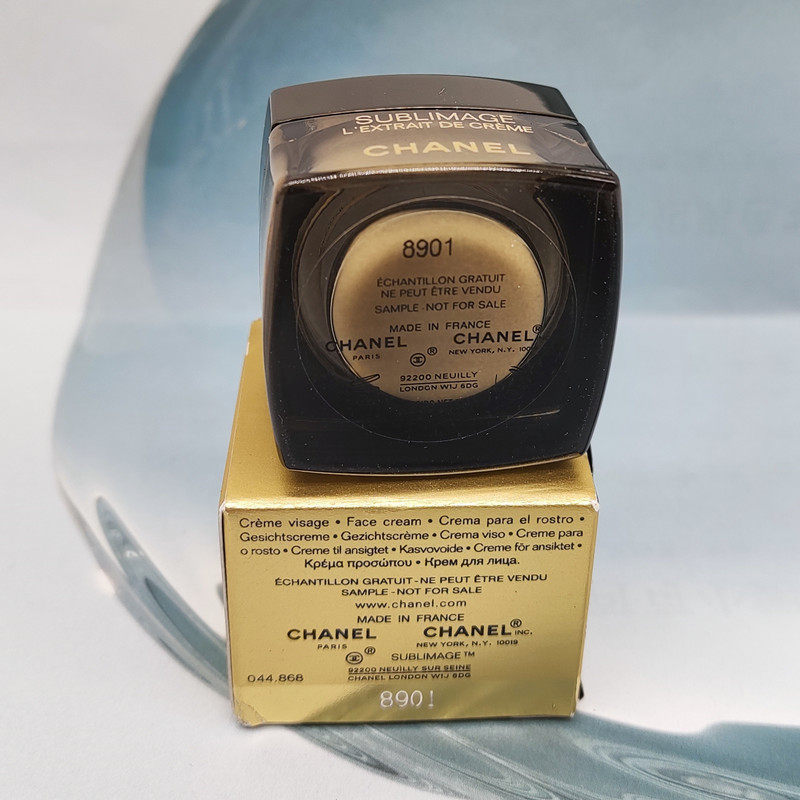 SUBLIMAGE
L'EXTRAIT DE CRÈME
CHANEL
8901
ÉCHANTILLON GRATUIT
NE PEUT ÊTRE VENDU
SAMPLE - NOT FOR SALE
MADE IN FRANCE
CHANEL CHANEL®
PARIS ® NEW YORK, N.Y.
92200 NEUILLY
LONDON W1J 6DG
Crème visage • Face cream • Crema para el rostro •
Gesichtscreme • Gezichtscrème • Crema viso • Creme para
o rosto • Creme til ansigtet • Kasvovoide • Creme för ansiktet •
Κρέμα προσώπου • Крем для лица.
ÉCHANTILLON GRATUIT - NE PEUT ÊTRE VENDU
SAMPLE - NOT FOR SALE
www.chanel.com
MADE IN FRANCE
CHANEL CHANEL® INC.
PARIS NEW YORK, N.Y. 10019
® SUBLIMAGE™
92200 NEUILLY SUR SEINE
044.868 CHANEL LONDON W1J 6DG
8901